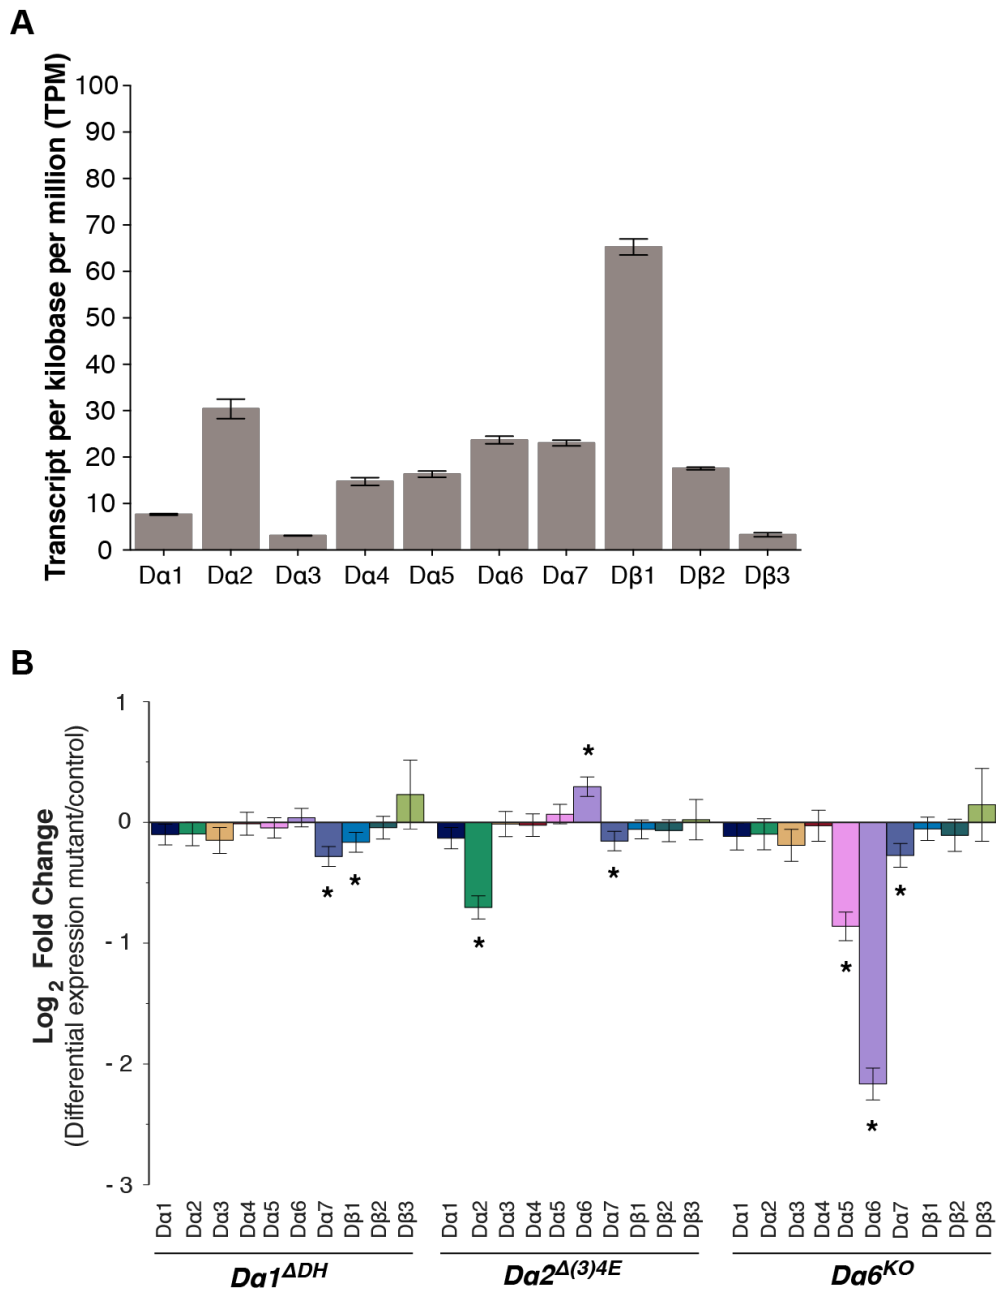 A
Transcript per kilobase per million (TPM)
100
90
80
70
60
50
40
30
20
10
0
Dα1 Dα2 Dα3 Dα4 Dα5 Dα6 Dα7 Dβ1 Dβ2 Dβ3
B
Log2 Fold Change
(Differential expression mutant/control)
1
0
- 1
- 2
- 3
* * * * * * * *
Dα1 Dα2 Dα3 Dα4 Dα5 Dα6 Dα7 Dβ1 Dβ2 Dβ3 Dα1 Dα2 Dα3 Dα4 Dα5 Dα6 Dα7 Dβ1 Dβ2 Dβ3 Dα1 Dα2 Dα3 Dα4 Dα5 Dα6 Dα7 Dβ1 Dβ2 Dβ3
Dα1ΔDH Dα2Δ(3)4E Dα6KO